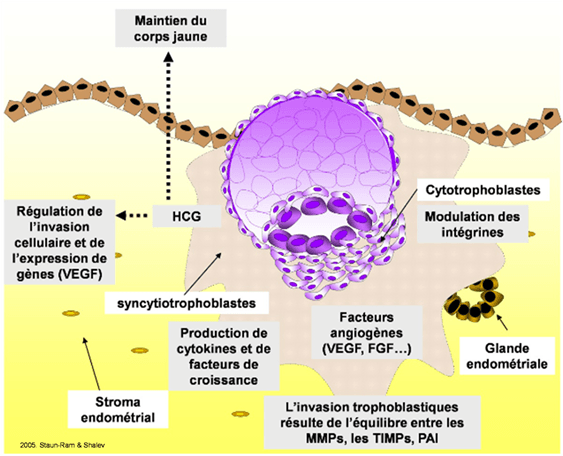 Maintien du
corps jaune
Cytotrophoblastes
Régulation de
l'invasion
cellulaire et de
l'expression de
gènes (VEGF)
HCG
Modulation des
intégrines
syncytiotrophoblastes
Production de
cytokines et de
facteurs de
croissance
Facteurs
angiogènes
(VEGF, FGF…)
Glande
endométriale
Stroma
endométrial
L'invasion trophoblastiques
résulte de l'équilibre entre les
MMPs, les TIMPs, PAI
2005. Staun-Ram & Shalev